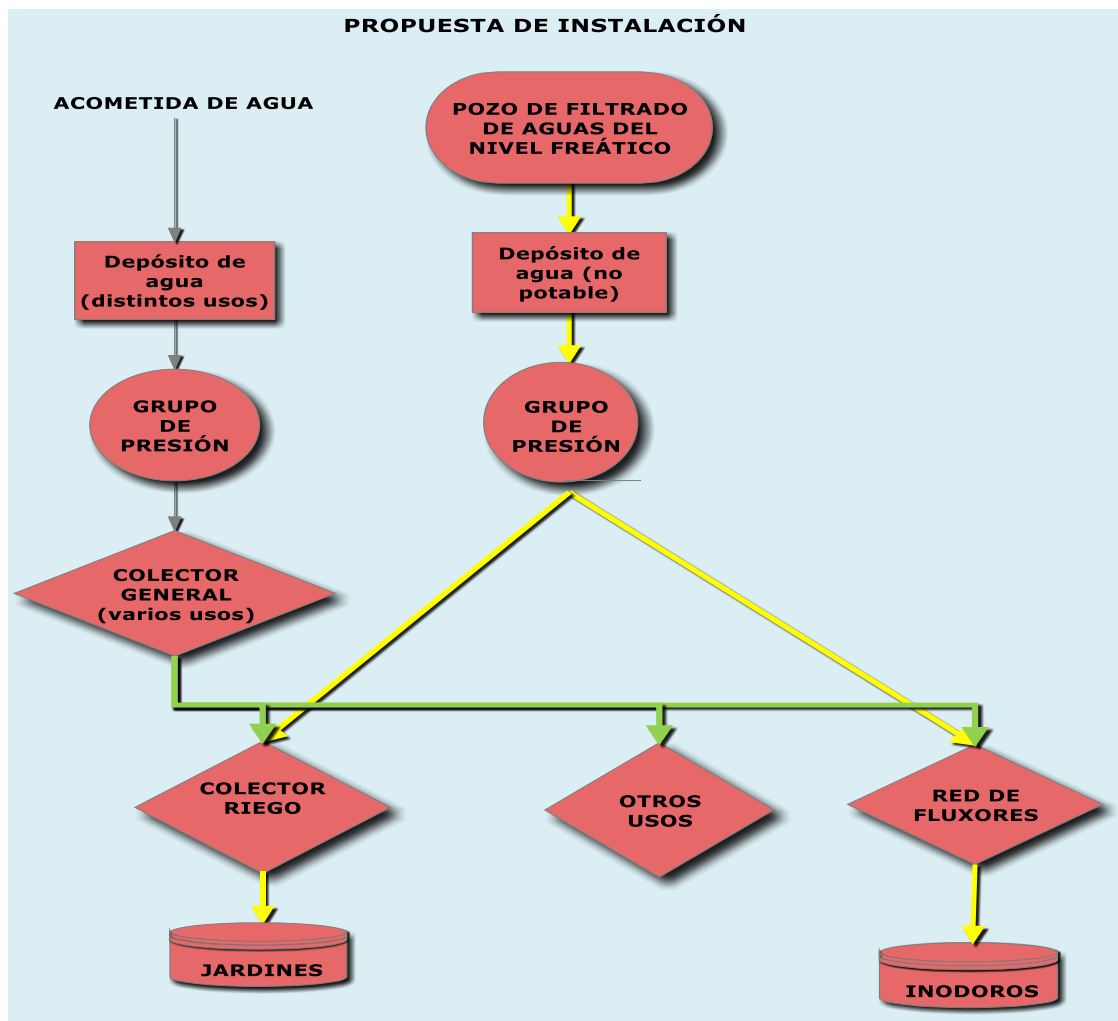 PROPUESTA DE INSTALACIÓN
ACOMETIDA DE AGUA
POZO DE FILTRADO
DE AGUAS DEL
NIVEL FREÁTICO
Depósito de
agua
(distintos usos)
Depósito de
agua (no
potable)
GRUPO
DE
PRESIÓN
GRUPO
DE
PRESIÓN
COLECTOR
GENERAL
(varios usos)
COLECTOR
RIEGO
OTROS
USOS
RED DE
FLUXORES
JARDINES
INODOROS